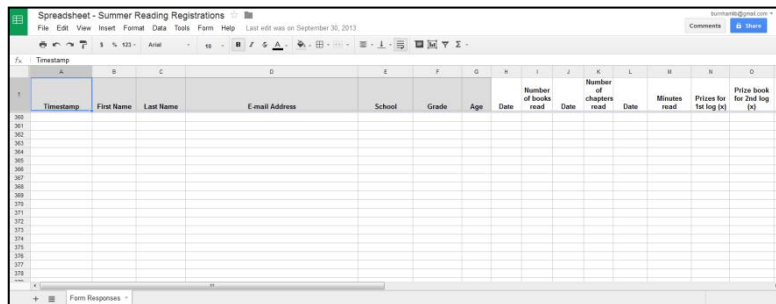 Spreadsheet - Summer Reading Registrations
File Edit View Insert Format Data Tools Form Help Last edit was on September 30, 2013
Comments Share
$ % 123 Arial 10 B I S A
fx Timestamp
A B C D E F G H I J K L M N O
1 Timestamp First Name Last Name E-mail Address School Grade Age Date Number of books read Date Number of chapters read Date Minutes read Prizes for 1st log (x) Prize book for 2nd log (x)
360
361
362
363
364
365
366
367
368
369
370
371
372
373
374
375
376
377
378
+ Form Responses